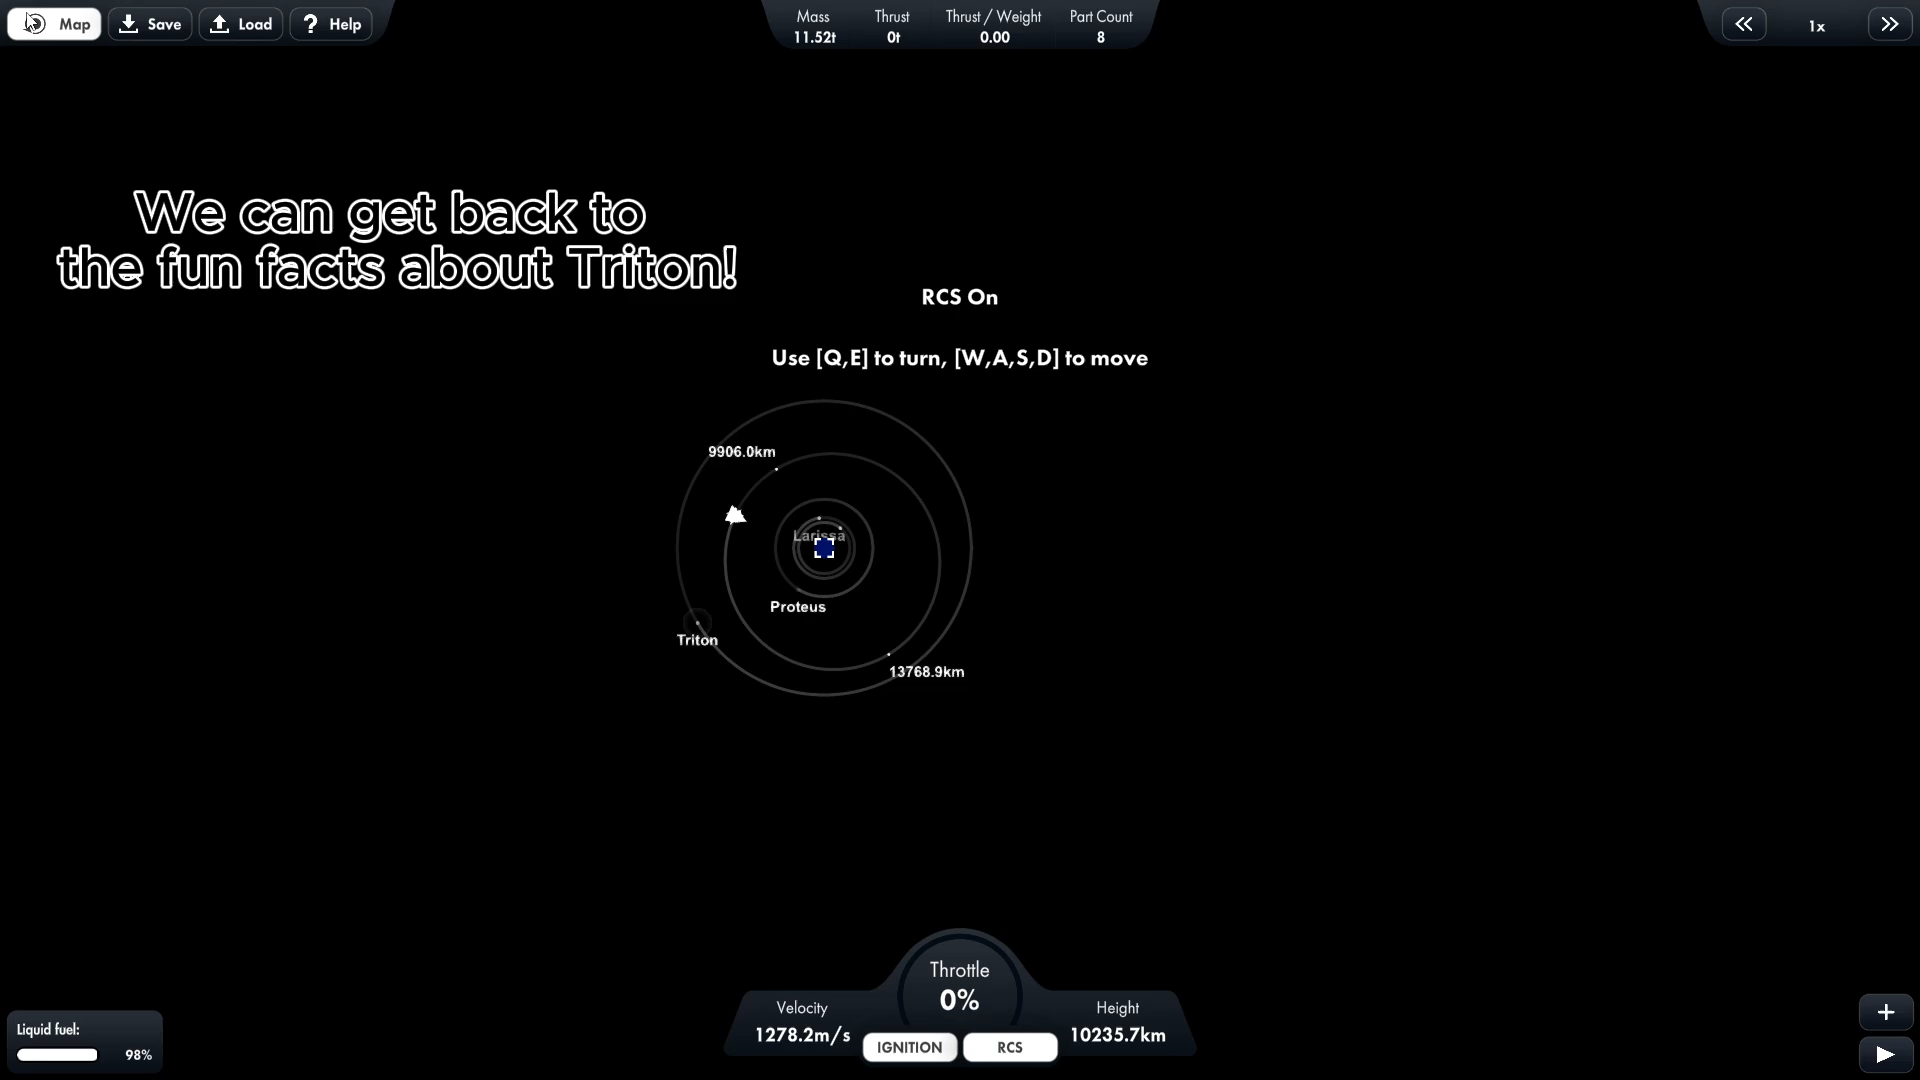 Map Save Load ? Help
Mass Thrust Thrust / Weight Part Count
11.52t 0t 0.00 8
1x
We can get back to
the fun facts about Triton!
RCS On
Use [Q,E] to turn, [W,A,S,D] to move
9906.0km
Larissa
Proteus
Triton
13768.9km
Throttle
0%
Velocity
1278.2m/s
Height
10235.7km
IGNITION RCS
Liquid fuel:
98%